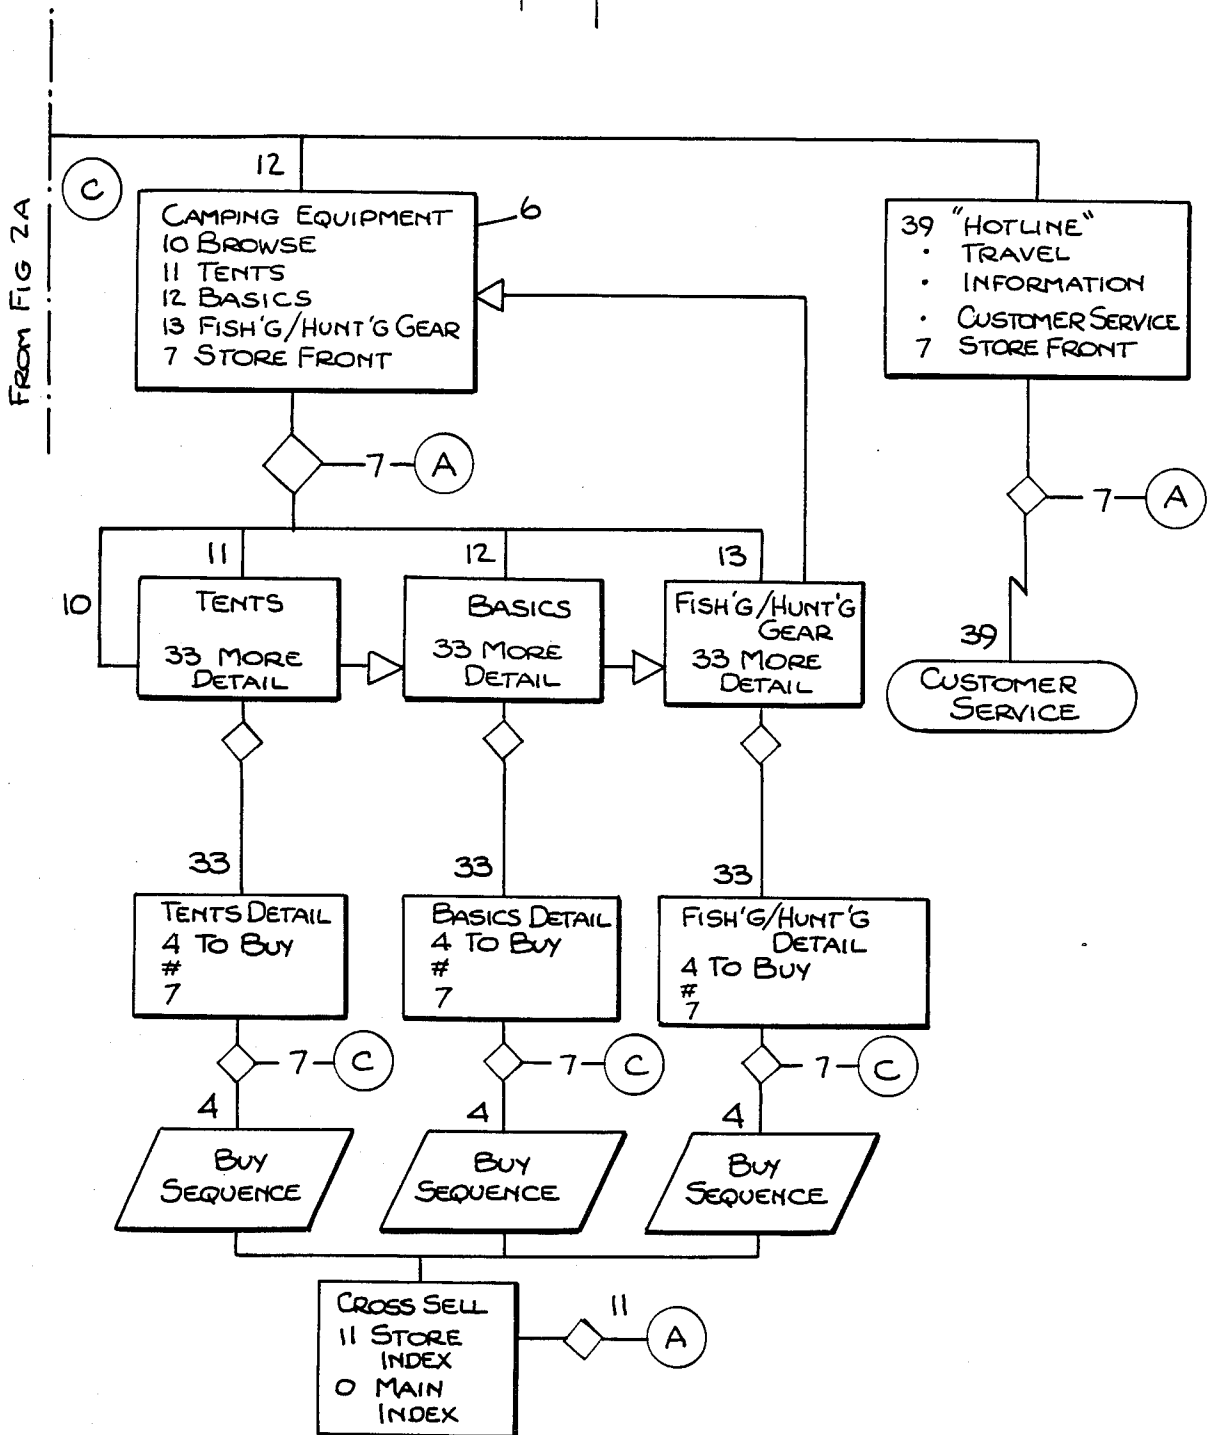 FROM FIG 2A
C
12
6
CAMPING EQUIPMENT
10 BROWSE
11 TENTS
12 BASICS
13 FISH'G/HUNT'G GEAR
7 STORE FRONT
39 "HOTLINE"
· TRAVEL
· INFORMATION
· CUSTOMER SERVICE
7 STORE FRONT
7 A
7 A
10
11
12
13
TENTS
33 MORE
DETAIL
BASICS
33 MORE
DETAIL
FISH'G/HUNT'G
GEAR
33 MORE
DETAIL
39
CUSTOMER
SERVICE
33
33
33
TENTS DETAIL
4 TO BUY
#
7
BASICS DETAIL
4 TO BUY
#
7
FISH'G/HUNT'G
DETAIL
4 TO BUY
#
7
7 C
7 C
7 C
4
4
4
BUY
SEQUENCE
BUY
SEQUENCE
BUY
SEQUENCE
CROSS SELL
11 STORE
INDEX
0 MAIN
INDEX
11
A